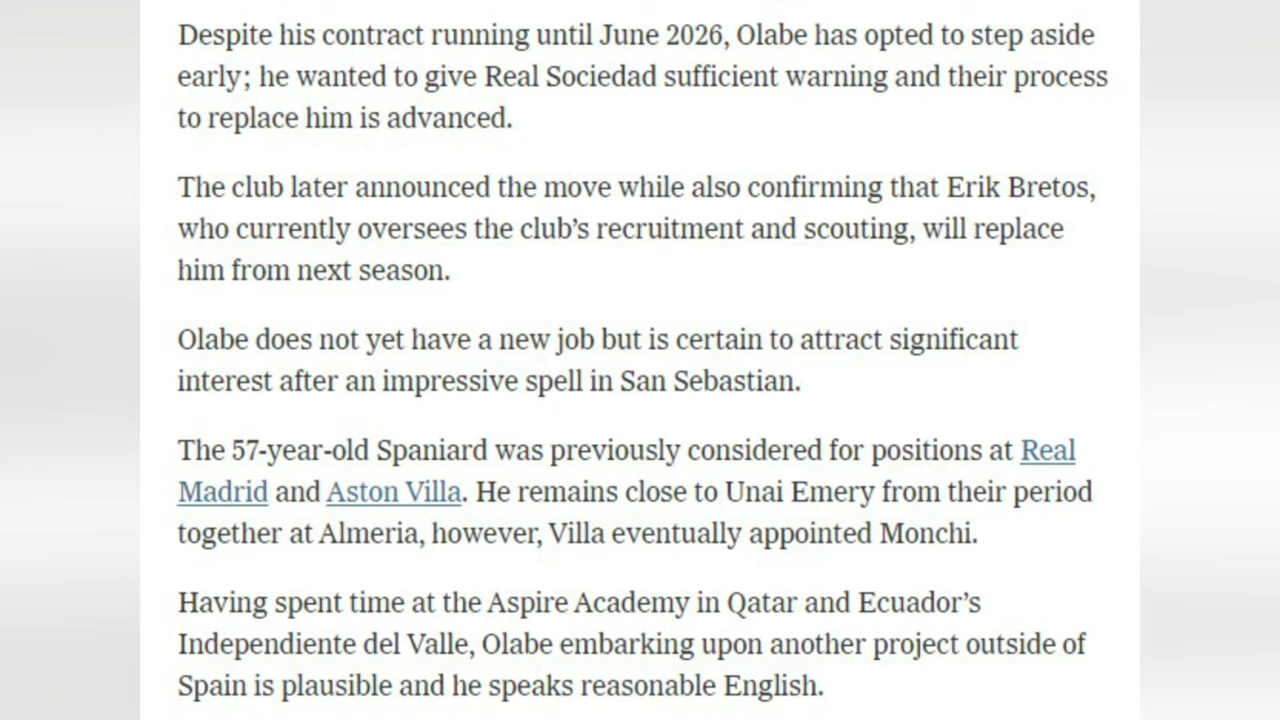 Despite his contract running until June 2026, Olabe has opted to step aside
early; he wanted to give Real Sociedad sufficient warning and their process
to replace him is advanced.
The club later announced the move while also confirming that Erik Bretos,
who currently oversees the club’s recruitment and scouting, will replace
him from next season.
Olabe does not yet have a new job but is certain to attract significant
interest after an impressive spell in San Sebastian.
The 57-year-old Spaniard was previously considered for positions at Real
Madrid and Aston Villa. He remains close to Unai Emery from their period
together at Almeria, however, Villa eventually appointed Monchi.
Having spent time at the Aspire Academy in Qatar and Ecuador’s
Independiente del Valle, Olabe embarking upon another project outside of
Spain is plausible and he speaks reasonable English.